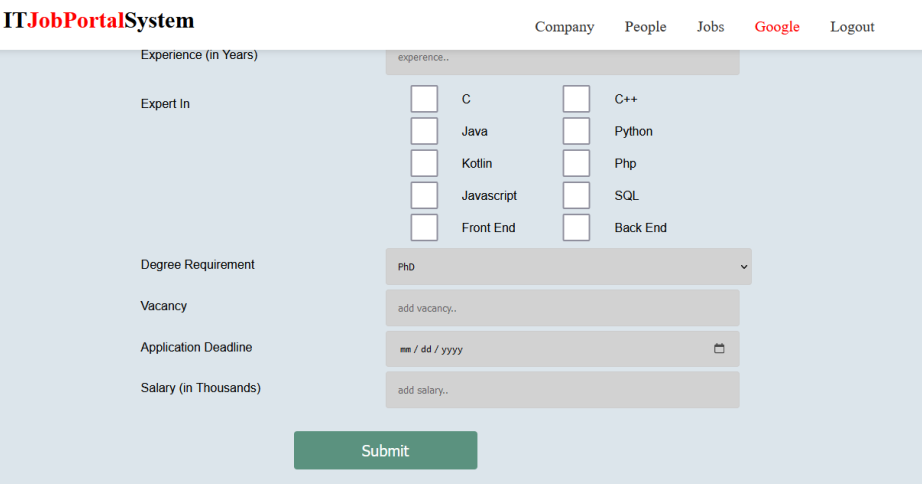 ITJobPortalSystem
Company People Jobs Google Logout
Experience (in Years) experence..
Expert In
C C++
Java Python
Kotlin Php
Javascript SQL
Front End Back End
Degree Requirement PhD
Vacancy add vacancy..
Application Deadline mm / dd / yyyy
Salary (in Thousands) add salary..
Submit